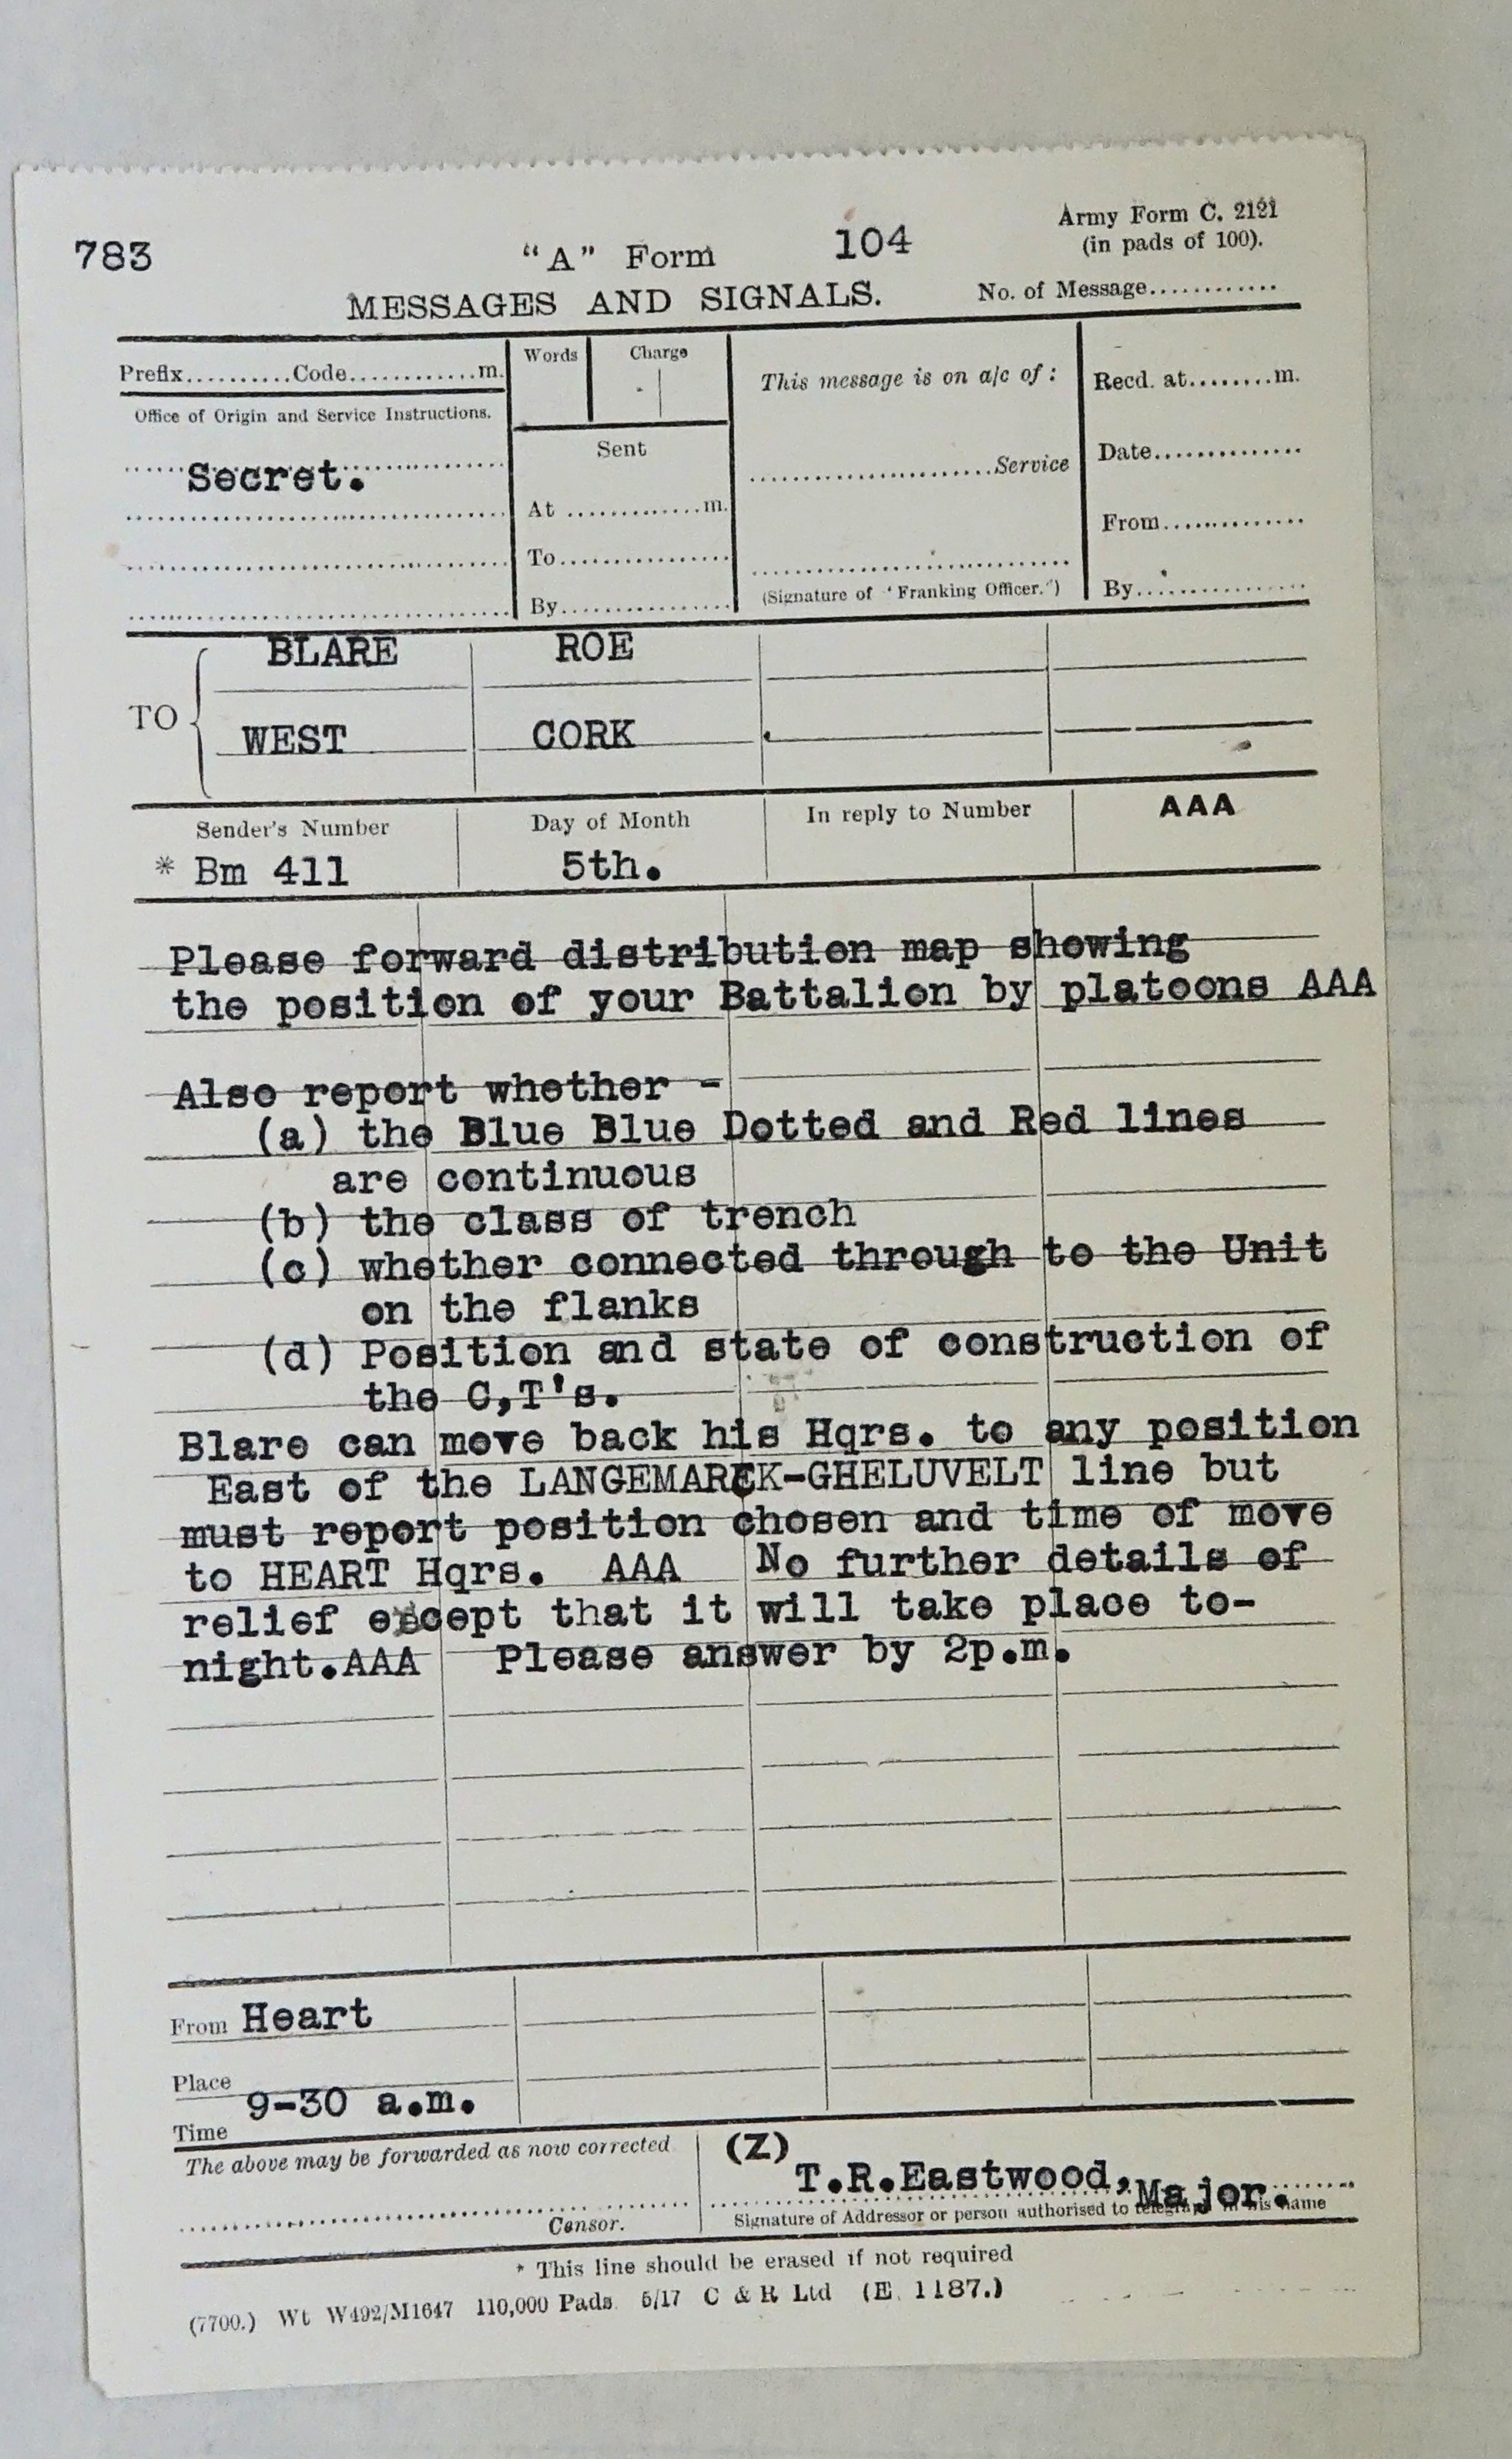 783
"A" Form
104
Army Form C. 2121
(in pads of 100).
MESSAGES AND SIGNALS.
No. of Message............
Prefix..........Code............m.
Words
Charge
This message is on a/c of :
Recd. at........m.
Office of Origin and Service Instructions.
Secret.
Sent
At .............m.
To................
By................
.......................Service
(Signature of "Franking Officer.")
Date..............
From..............
By................
TO
BLARE
ROE
WEST
CORK
Sender's Number
Day of Month
In reply to Number
AAA
* Bm 411
5th.
Please forward distribution map showing
the position of your Battalion by platoons AAA
Also report whether -
(a) the Blue Blue Dotted and Red lines
are continuous
(b) the class of trench
(c) whether connected through to the Unit
on the flanks
(d) Position and state of construction of
the C,T's.
Blare can move back his Hqrs. to any position
East of the LANGEMARCK-GHELUVELT line but
must report position chosen and time of move
to HEART Hqrs. AAA No further details of
relief except that it will take place to-
night.AAA Please answer by 2p.m.
From Heart
Place
9-30 a.m.
Time
The above may be forwarded as now corrected
(Z)
T.R.Eastwood, Major.
Censor.
Signature of Addressor or person authorised to telegraph in his name
* This line should be erased if not required
(7700.) Wt W492/M1647 110,000 Pads 5/17 C & R Ltd (E. 1187.)